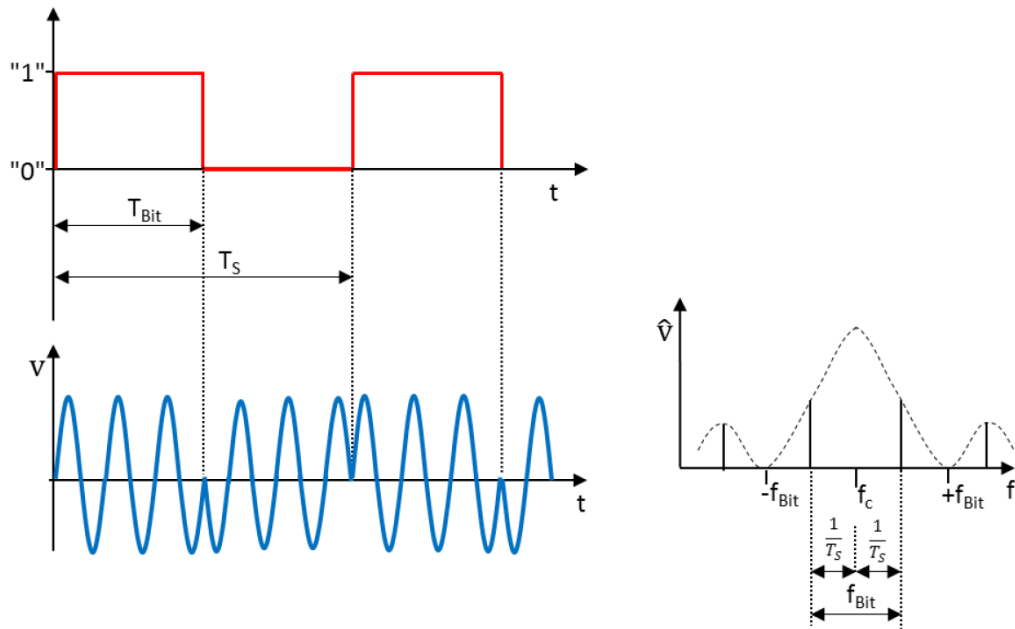 "1"
"0"
t
T_Bit
T_S
v
t
v̂
-f_Bit
f_c
+f_Bit
f
1/T_S
1/T_S
f_Bit